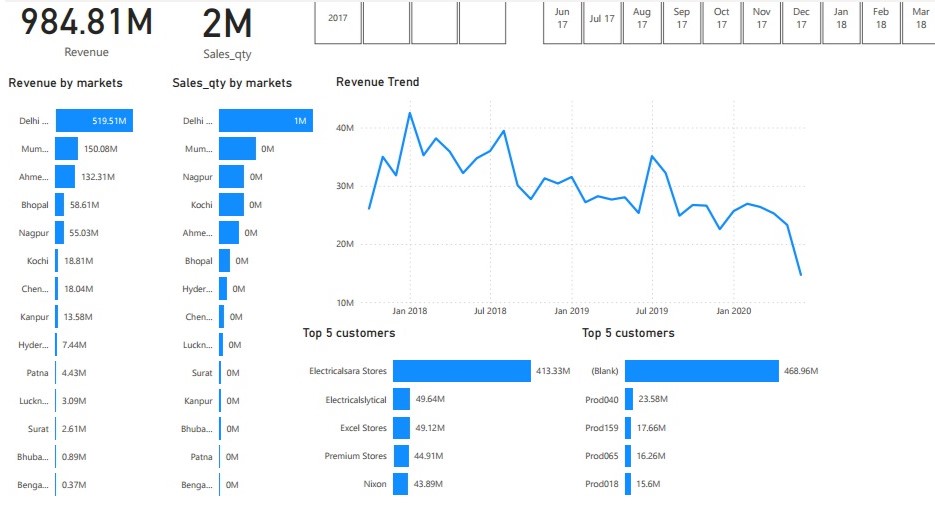 984.81M
Revenue
2M
Sales_qty
2017
Jun 17
Jul 17
Aug 17
Sep 17
Oct 17
Nov 17
Dec 17
Jan 18
Feb 18
Mar 18
Revenue by markets
Delhi ... 519.51M
Mum... 150.08M
Ahme... 132.31M
Bhopal 58.61M
Nagpur 55.03M
Kochi 18.81M
Chen... 18.04M
Kanpur 13.58M
Hyder... 7.44M
Patna 4.43M
Luckn... 3.09M
Surat 2.61M
Bhuba... 0.89M
Benga... 0.37M
Sales_qty by markets
Delhi ... 1M
Mum... 0M
Nagpur 0M
Kochi 0M
Ahme... 0M
Bhopal 0M
Hyder... 0M
Chen... 0M
Luckn... 0M
Surat 0M
Kanpur 0M
Bhuba... 0M
Patna 0M
Benga... 0M
Revenue Trend
40M
30M
20M
10M
Jan 2018 Jul 2018 Jan 2019 Jul 2019 Jan 2020
Top 5 customers
Electricalsara Stores 413.33M
Electricalslytical 49.64M
Excel Stores 49.12M
Premium Stores 44.91M
Nixon 43.89M
Top 5 customers
(Blank) 468.96M
Prod040 23.58M
Prod159 17.66M
Prod065 16.26M
Prod018 15.6M